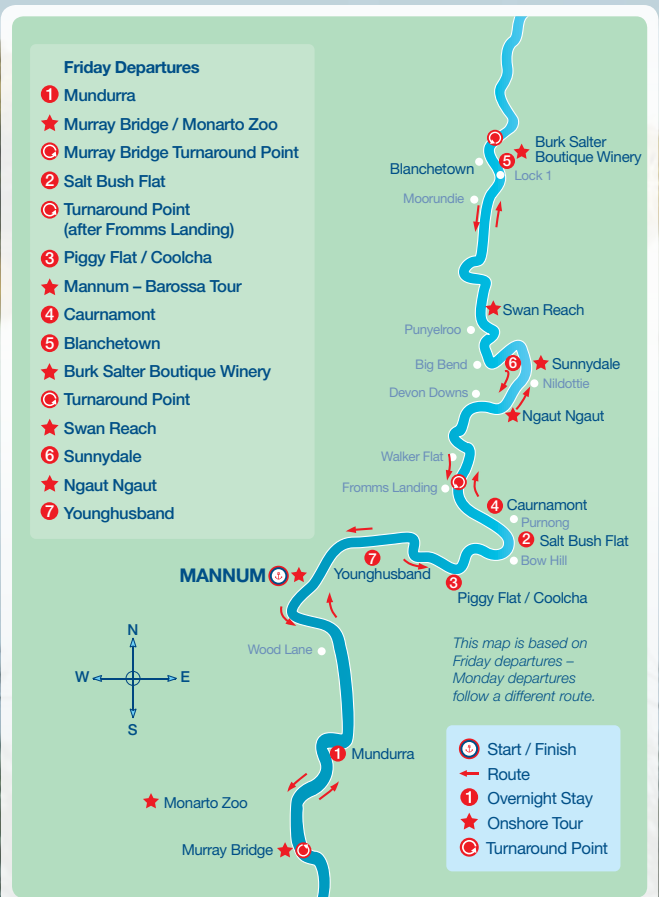 Friday Departures
1 Mundurra
Murray Bridge / Monarto Zoo
Murray Bridge Turnaround Point
2 Salt Bush Flat
Turnaround Point
(after Fromms Landing)
3 Piggy Flat / Coolcha
Mannum – Barossa Tour
4 Caurnamont
5 Blanchetown
Burk Salter Boutique Winery
Turnaround Point
Swan Reach
6 Sunnydale
Ngaut Ngaut
7 Younghusband
Burk Salter
Boutique Winery
5
Blanchetown
Lock 1
Moorundie
Swan Reach
Punyelroo
Big Bend
6
Sunnydale
Nildottie
Devon Downs
Ngaut Ngaut
Walker Flat
Fromms Landing
4 Caurnamont
Purnong
2 Salt Bush Flat
Bow Hill
7
Younghusband
MANNUM
3
Piggy Flat / Coolcha
Wood Lane
N
W E
S
This map is based on
Friday departures –
Monday departures
follow a different route.
1 Mundurra
Monarto Zoo
Murray Bridge
Start / Finish
Route
1 Overnight Stay
Onshore Tour
Turnaround Point